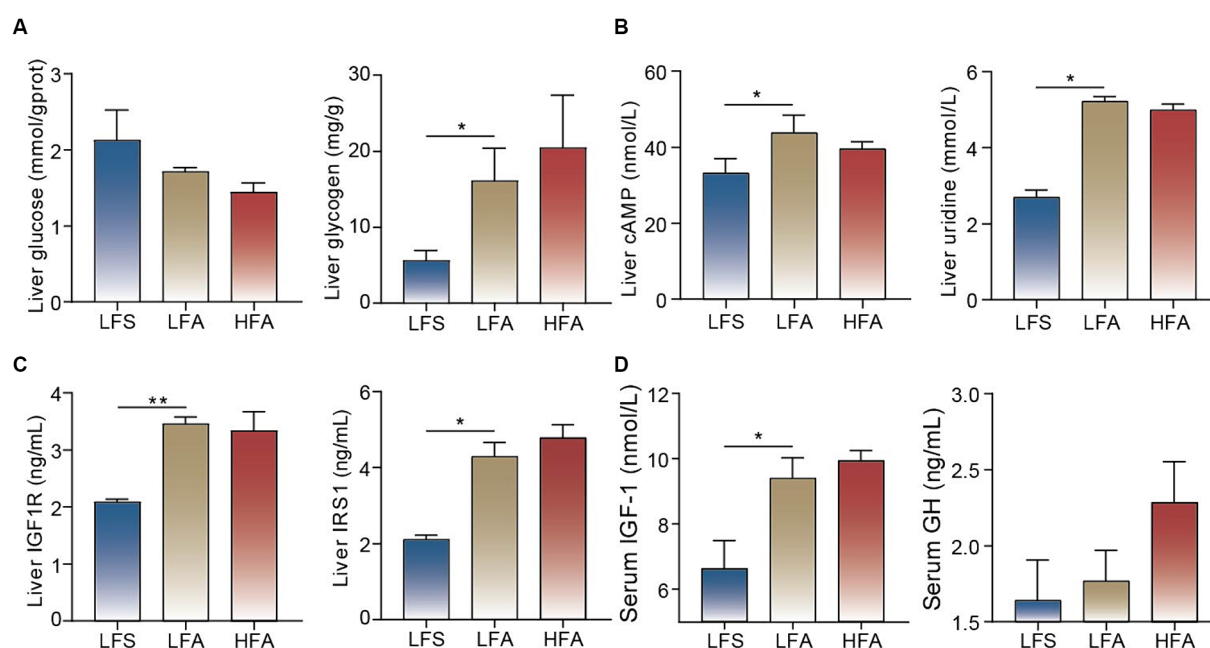 A
Liver glucose (mmol/gprot)
3
2
1
0
LFS LFA HFA
Liver glycogen (mg/g)
30
20
10
0
*
LFS LFA HFA
B
Liver cAMP (nmol/L)
60
40
20
0
*
LFS LFA HFA
Liver uridine (mmol/L)
6
4
2
0
*
LFS LFA HFA
C
Liver IGF1R (ng/mL)
4
3
2
1
0
**
LFS LFA HFA
Liver IRS1 (ng/mL)
6
4
2
0
*
LFS LFA HFA
D
Serum IGF-1 (nmol/L)
12
10
8
6
*
LFS LFA HFA
Serum GH (ng/mL)
3.0
2.5
2.0
1.5
LFS LFA HFA